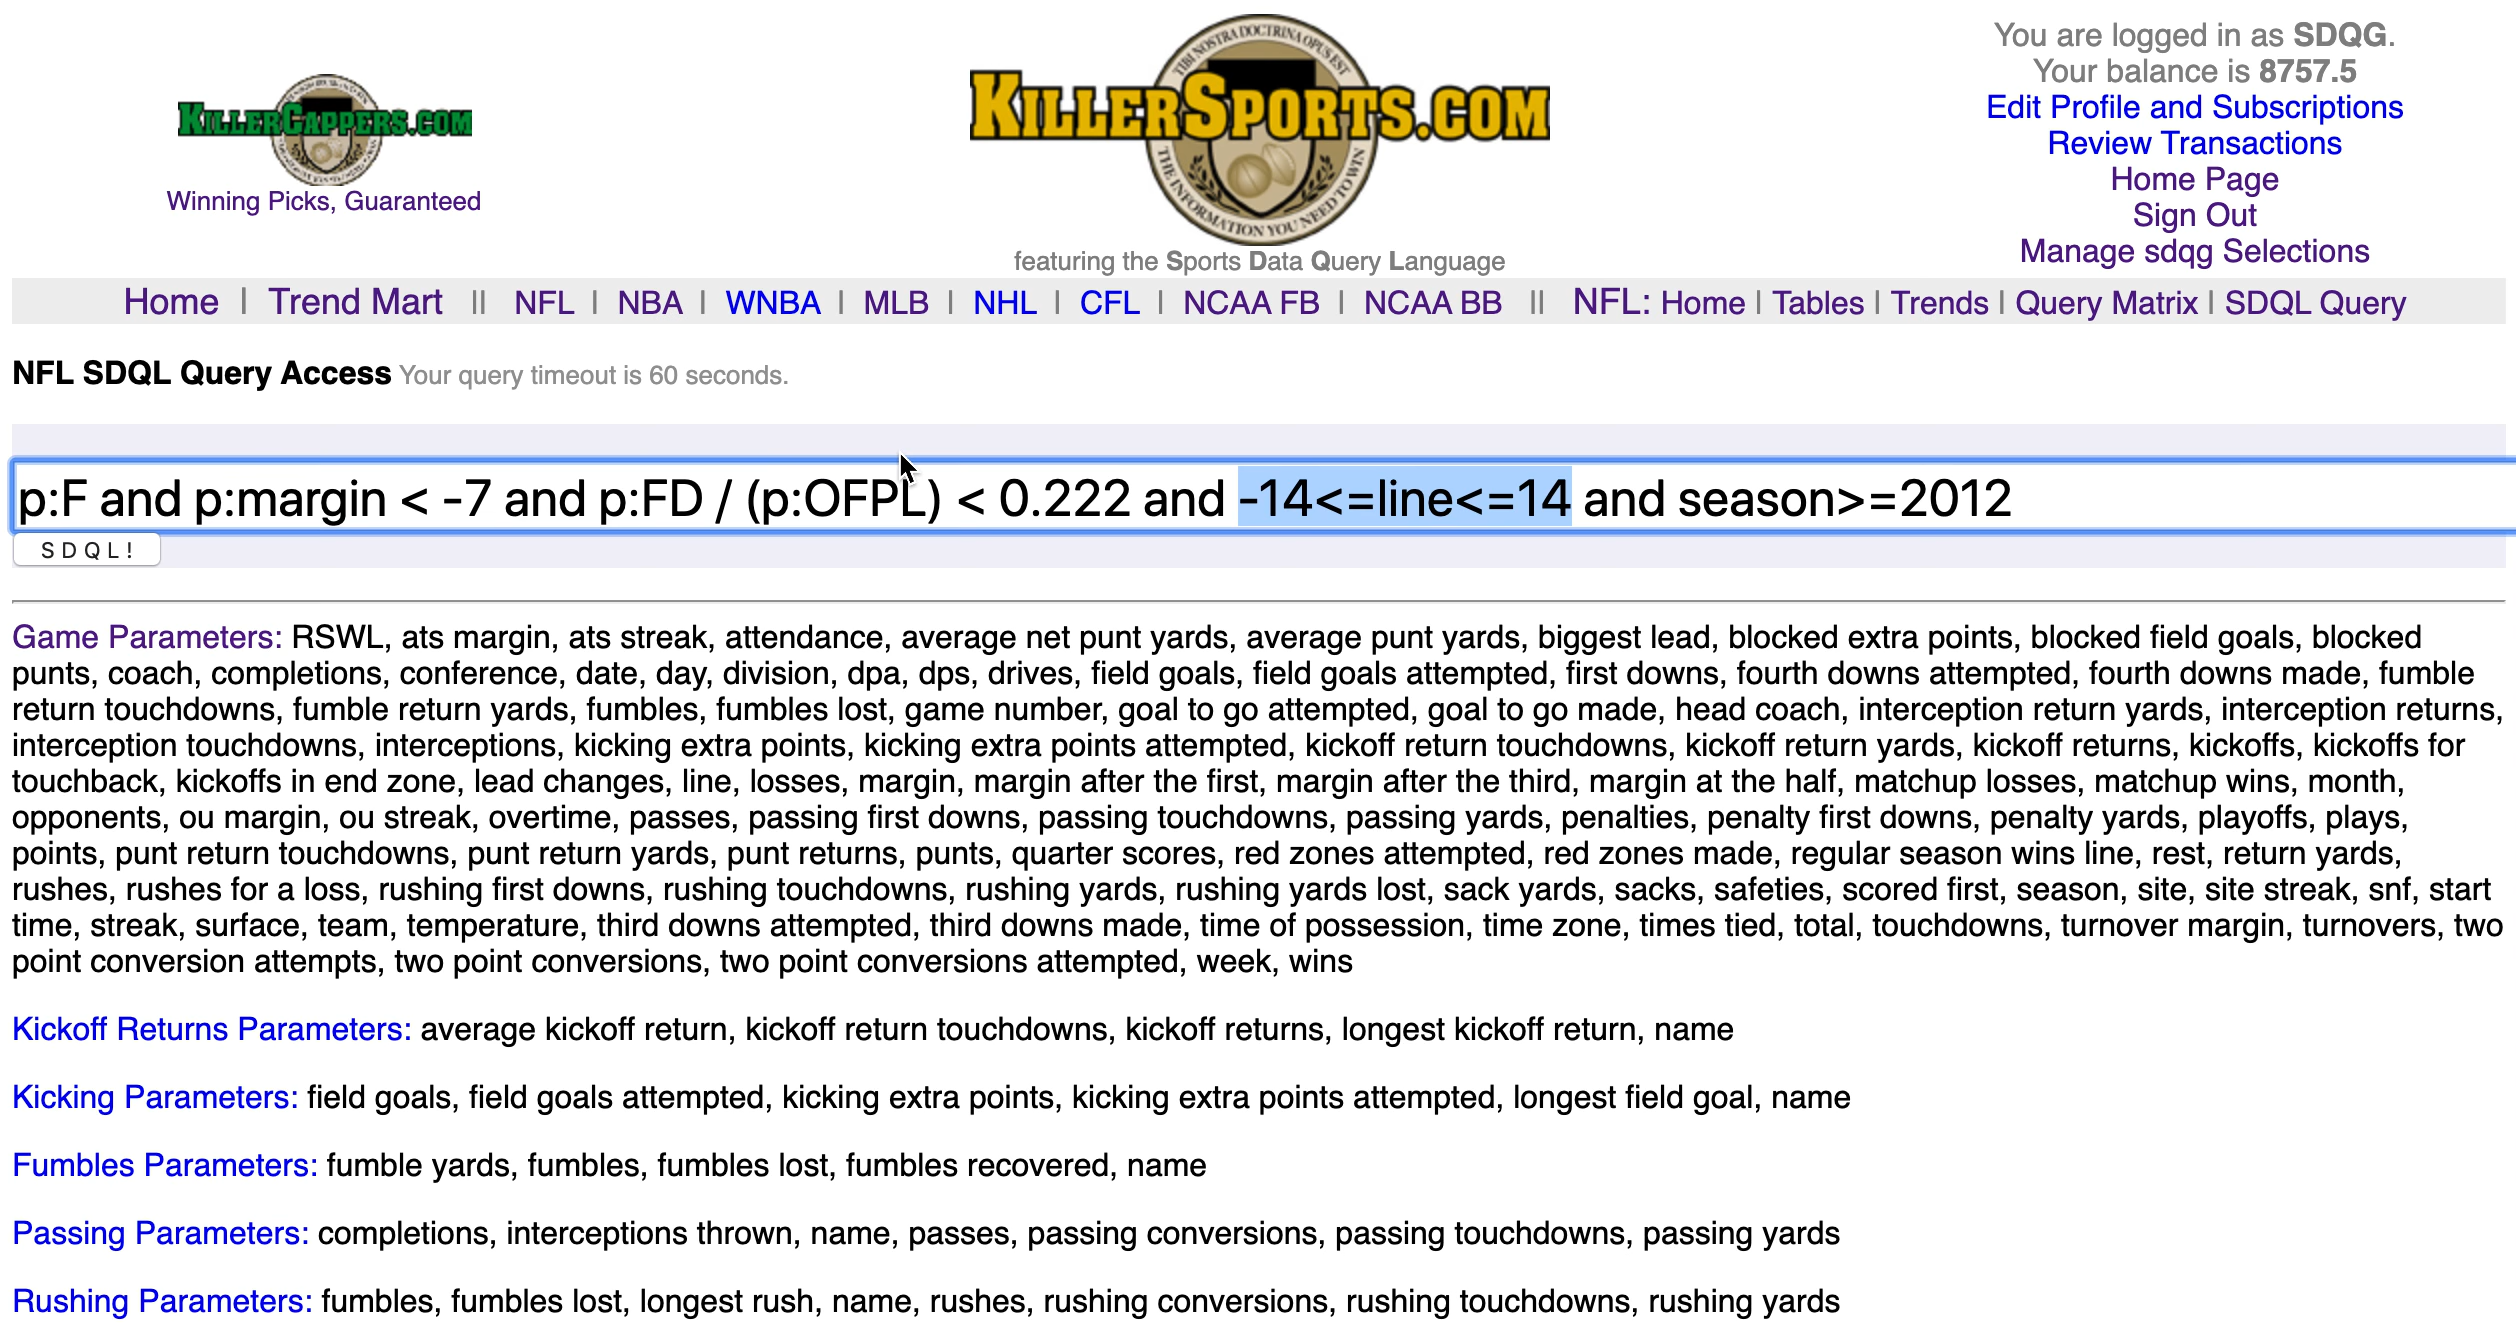 You are logged in as SDQG.
Your balance is 8757.5
Edit Profile and Subscriptions
Review Transactions
Home Page
Sign Out
Manage sdqg Selections
KILLERCAPPERS.COM
Winning Picks, Guaranteed
TIBI NOSTRA DOCTRINA OPUS EST
KILLERSPORTS.COM
THE INFORMATION YOU NEED TO WIN
featuring the Sports Data Query Language
Home | Trend Mart || NFL | NBA | WNBA | MLB | NHL | CFL | NCAA FB | NCAA BB || NFL: Home | Tables | Trends | Query Matrix | SDQL Query
NFL SDQL Query Access Your query timeout is 60 seconds.
p:F and p:margin < -7 and p:FD / (p:OFPL) < 0.222 and -14<=line<=14 and season>=2012
S D Q L !
Game Parameters: RSWL, ats margin, ats streak, attendance, average net punt yards, average punt yards, biggest lead, blocked extra points, blocked field goals, blocked
punts, coach, completions, conference, date, day, division, dpa, dps, drives, field goals, field goals attempted, first downs, fourth downs attempted, fourth downs made, fumble
return touchdowns, fumble return yards, fumbles, fumbles lost, game number, goal to go attempted, goal to go made, head coach, interception return yards, interception returns,
interception touchdowns, interceptions, kicking extra points, kicking extra points attempted, kickoff return touchdowns, kickoff return yards, kickoff returns, kickoffs, kickoffs for
touchback, kickoffs in end zone, lead changes, line, losses, margin, margin after the first, margin after the third, margin at the half, matchup losses, matchup wins, month,
opponents, ou margin, ou streak, overtime, passes, passing first downs, passing touchdowns, passing yards, penalties, penalty first downs, penalty yards, playoffs, plays,
points, punt return touchdowns, punt return yards, punt returns, punts, quarter scores, red zones attempted, red zones made, regular season wins line, rest, return yards,
rushes, rushes for a loss, rushing first downs, rushing touchdowns, rushing yards, rushing yards lost, sack yards, sacks, safeties, scored first, season, site, site streak, snf, start
time, streak, surface, team, temperature, third downs attempted, third downs made, time of possession, time zone, times tied, total, touchdowns, turnover margin, turnovers, two
point conversion attempts, two point conversions, two point conversions attempted, week, wins
Kickoff Returns Parameters: average kickoff return, kickoff return touchdowns, kickoff returns, longest kickoff return, name
Kicking Parameters: field goals, field goals attempted, kicking extra points, kicking extra points attempted, longest field goal, name
Fumbles Parameters: fumble yards, fumbles, fumbles lost, fumbles recovered, name
Passing Parameters: completions, interceptions thrown, name, passes, passing conversions, passing touchdowns, passing yards
Rushing Parameters: fumbles, fumbles lost, longest rush, name, rushes, rushing conversions, rushing touchdowns, rushing yards